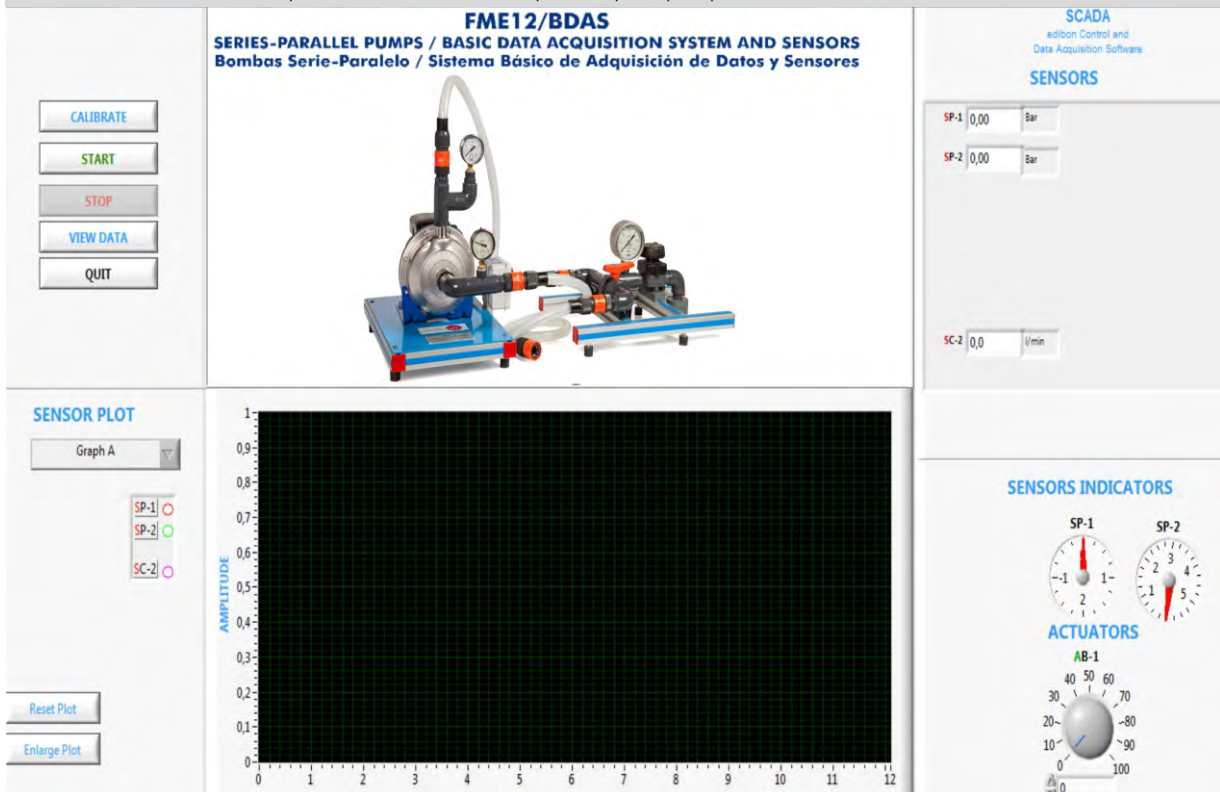 FME12/BDAS
SERIES-PARALLEL PUMPS / BASIC DATA ACQUISITION SYSTEM AND SENSORS
Bombas Serie-Paralelo / Sistema Básico de Adquisición de Datos y Sensores
SCADA
edibon Control and
Data Acquisition Software
SENSORS
SP-1 0,00 Bar
SP-2 0,00 Bar
SC-2 0,0 l/min
CALIBRATE
START
STOP
VIEW DATA
QUIT
SENSOR PLOT
Graph A
SP-1
SP-2
SC-2
Reset Plot
Enlarge Plot
AMPLITUDE
1
0,9
0,8
0,7
0,6
0,5
0,4
0,3
0,2
0,1
0
0 1 2 3 4 5 6 7 8 9 10 11 12
SENSORS INDICATORS
SP-1
-1 1
2
SP-2
1 2 3 4 5
ACTUATORS
AB-1
0 10 20 30 40 50 60 70 80 90 100
0